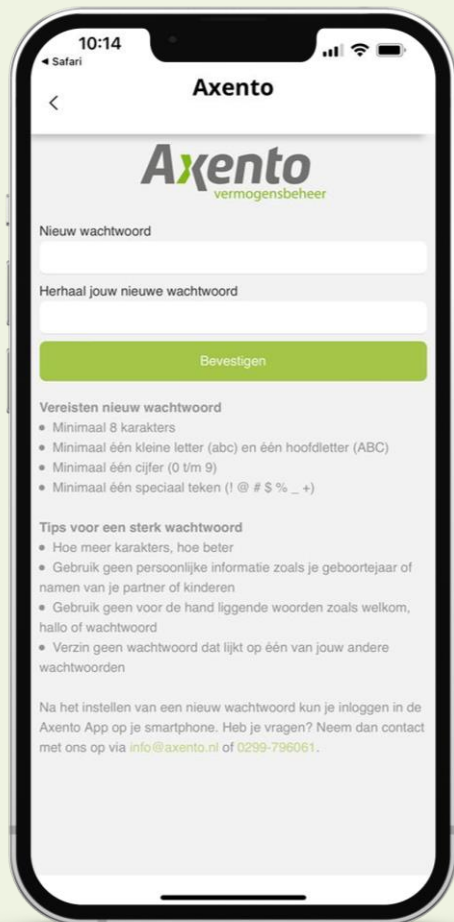 10:14
◀ Safari
Axento
Axento
vermogensbeheer
Nieuw wachtwoord
Herhaal jouw nieuwe wachtwoord
Bevestigen
Vereisten nieuw wachtwoord
• Minimaal 8 karakters
• Minimaal één kleine letter (abc) en één hoofdletter (ABC)
• Minimaal één cijfer (0 t/m 9)
• Minimaal één speciaal teken (! @ # $ % _ +)
Tips voor een sterk wachtwoord
• Hoe meer karakters, hoe beter
• Gebruik geen persoonlijke informatie zoals je geboortejaar of
namen van je partner of kinderen
• Gebruik geen voor de hand liggende woorden zoals welkom,
hallo of wachtwoord
• Verzin geen wachtwoord dat lijkt op één van jouw andere
wachtwoorden
Na het instellen van een nieuw wachtwoord kun je inloggen in de
Axento App op je smartphone. Heb je vragen? Neem dan contact
met ons op via info@axento.nl of 0299-796061.